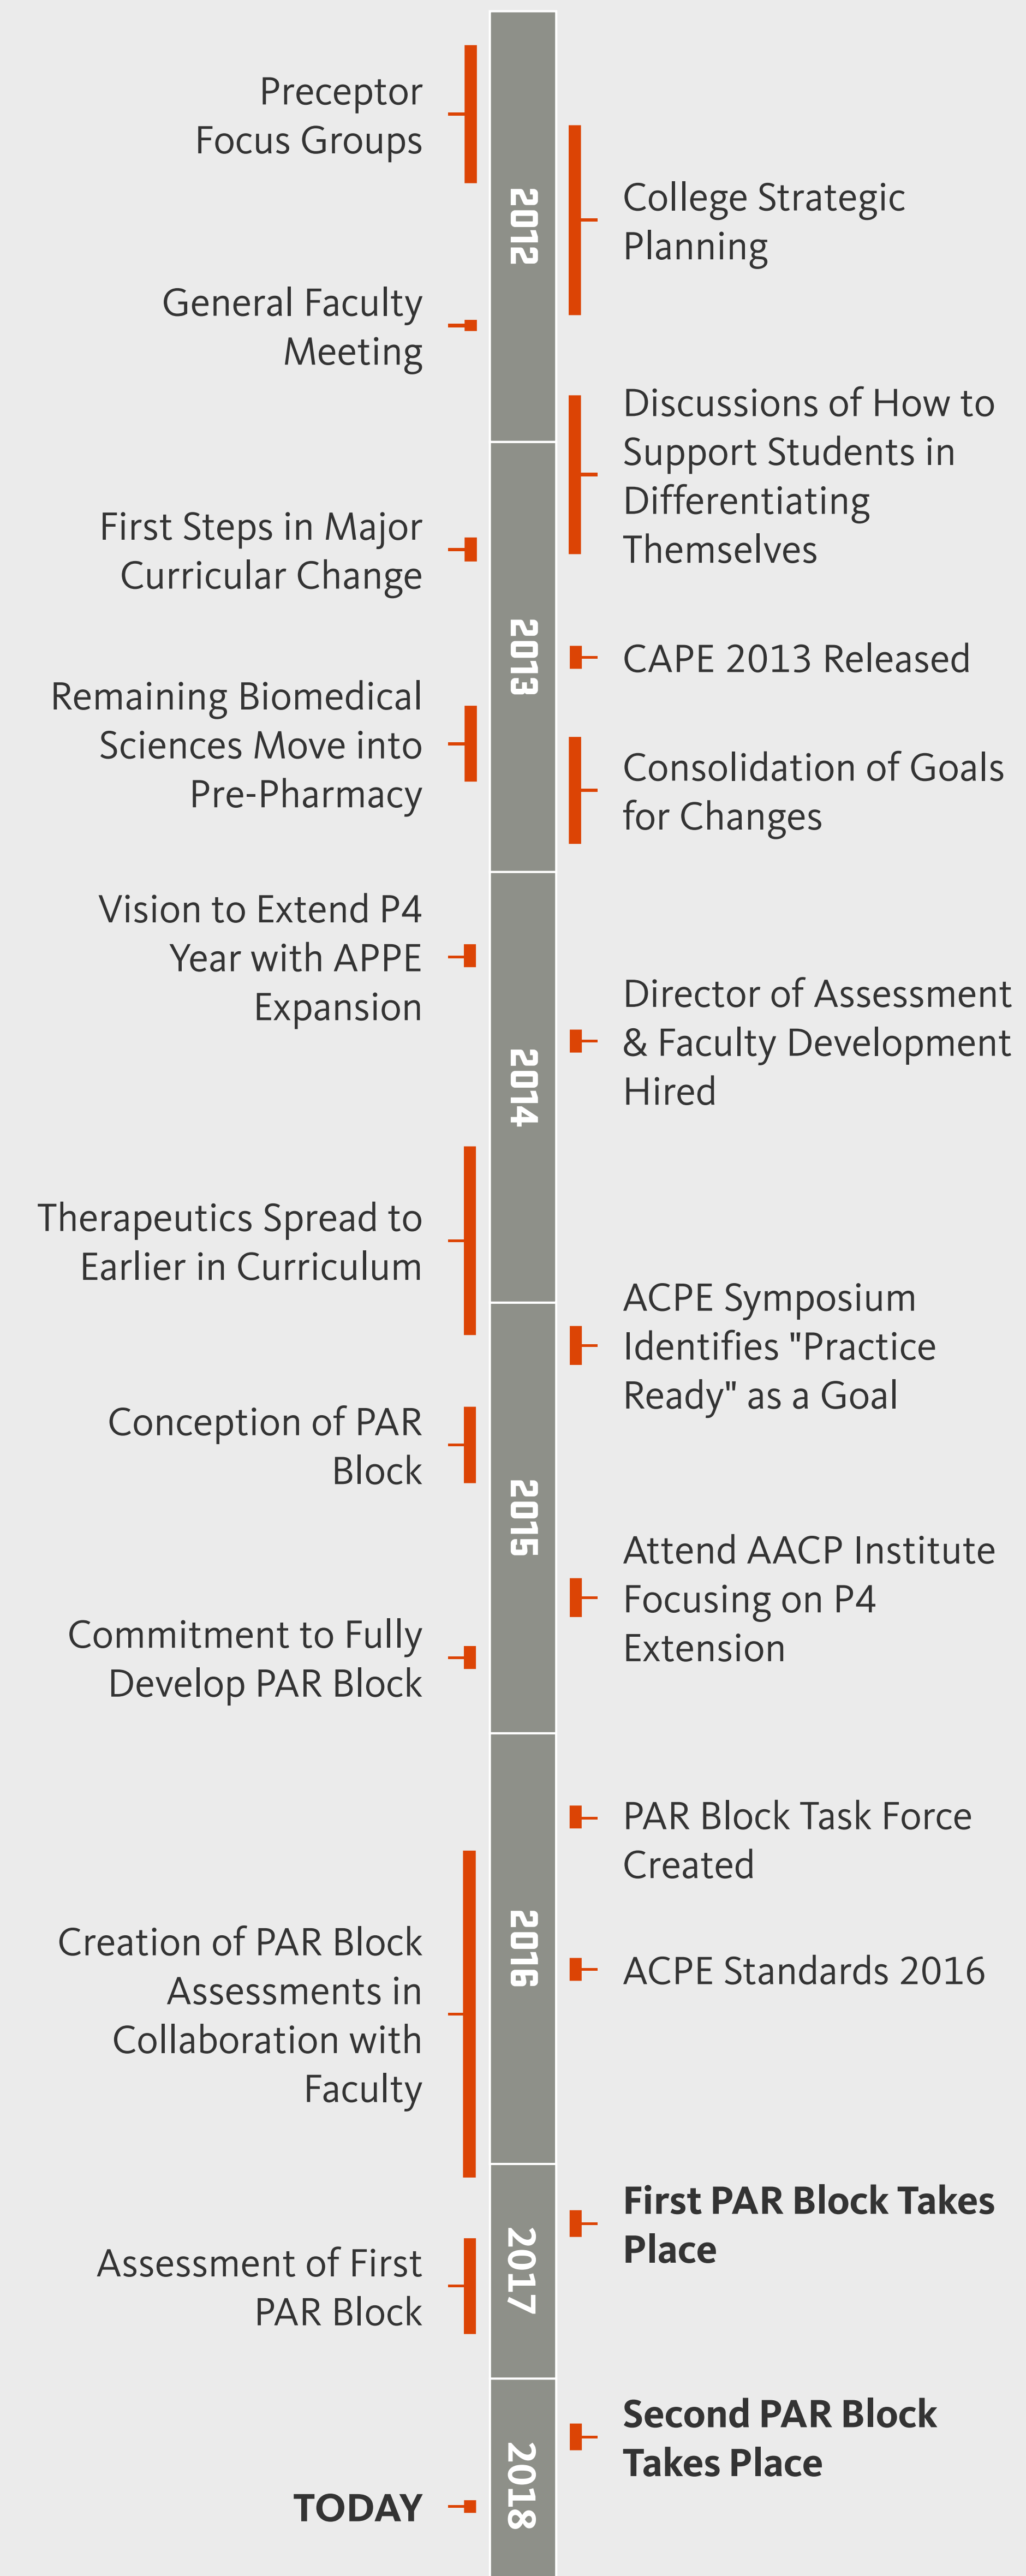 Preceptor
Focus Groups
College Strategic
Planning
2012
General Faculty
Meeting
Discussions of How to
Support Students in
Differentiating
Themselves
First Steps in Major
Curricular Change
2013
CAPE 2013 Released
Remaining Biomedical
Sciences Move into
Pre-Pharmacy
Consolidation of Goals
for Changes
Vision to Extend P4
Year with APPE
Expansion
Director of Assessment
& Faculty Development
Hired
2014
Therapeutics Spread to
Earlier in Curriculum
ACPE Symposium
Identifies "Practice
Ready" as a Goal
Conception of PAR
Block
2015
Attend AACP Institute
Focusing on P4
Extension
Commitment to Fully
Develop PAR Block
PAR Block Task Force
Created
2016
ACPE Standards 2016
Creation of PAR Block
Assessments in
Collaboration with
Faculty
First PAR Block Takes
Place
2017
Assessment of First
PAR Block
Second PAR Block
Takes Place
2018
TODAY